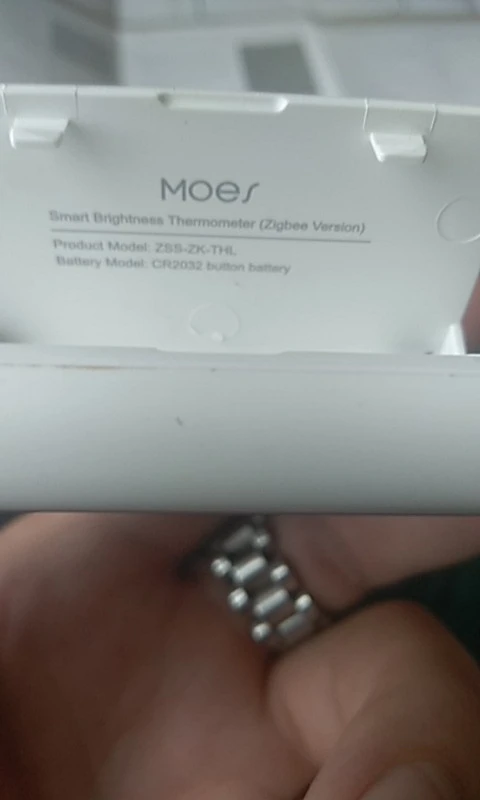 MOES
Smart Brightness Thermometer (Zigbee Version)
Product Model: ZSS-ZK-THL
Battery Model: CR2032 button battery